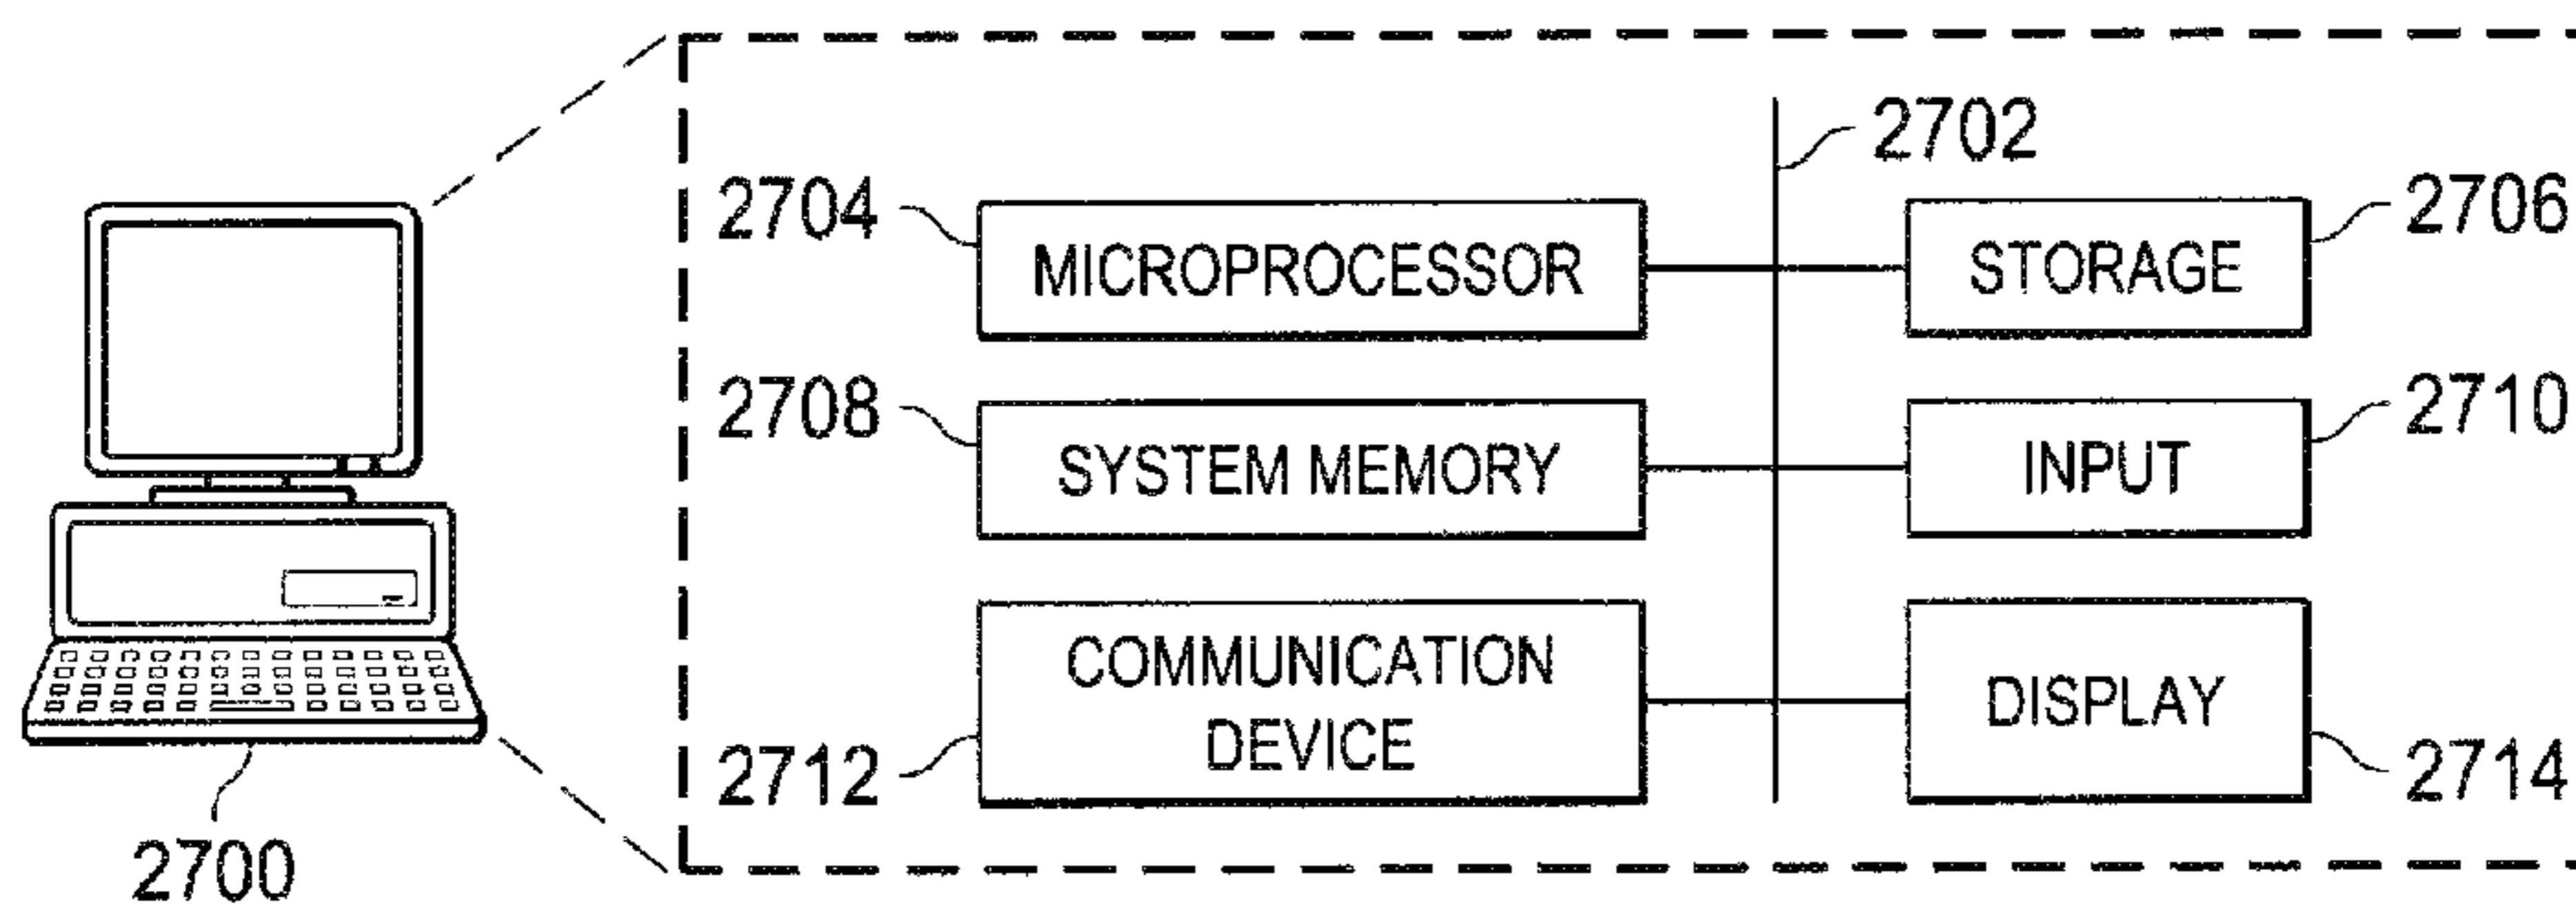 2702
2704
MICROPROCESSOR
STORAGE
2706
2708
SYSTEM MEMORY
INPUT
2710
COMMUNICATION
DEVICE
2712
DISPLAY
2714
2700